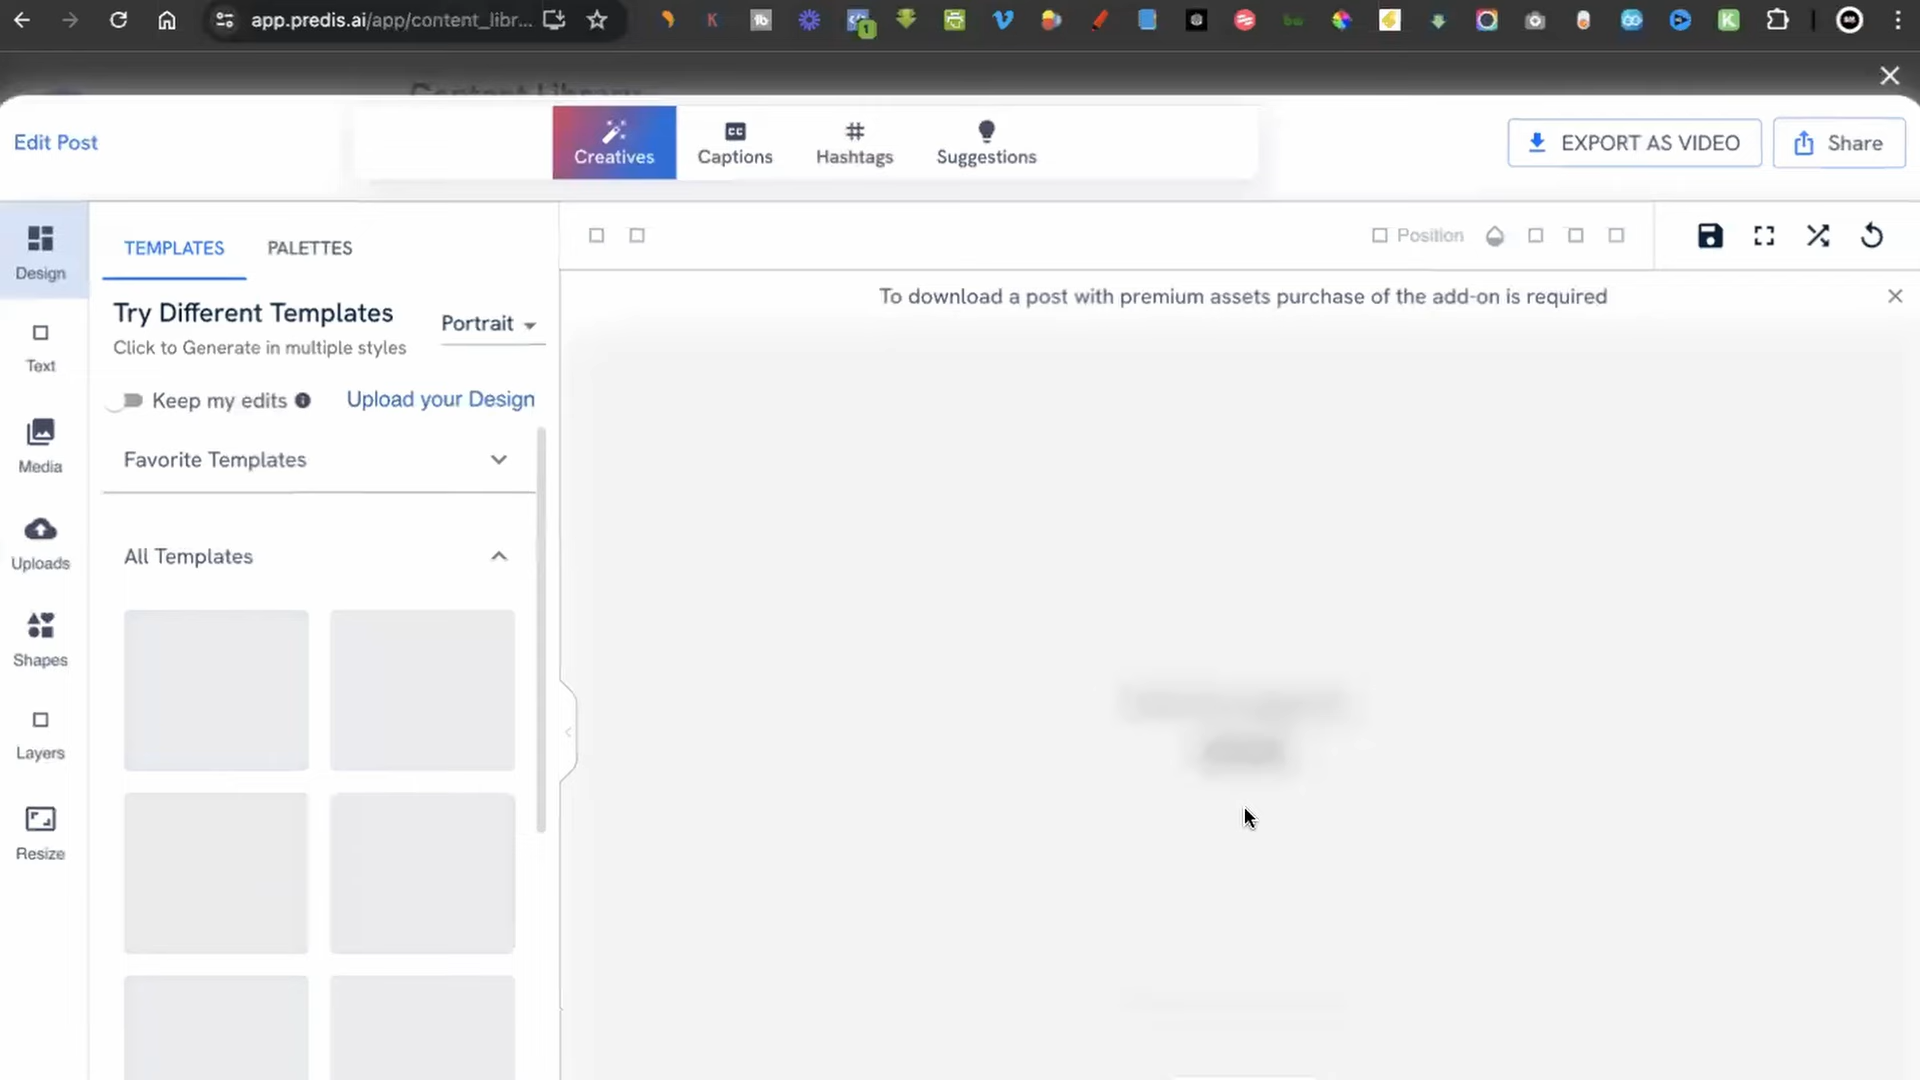 app.predis.ai/app/content_libr...
Edit Post
Creatives
Captions
Hashtags
Suggestions
EXPORT AS VIDEO
Share
Design
Text
Media
Uploads
Shapes
Layers
Resize
TEMPLATES
PALETTES
Try Different Templates
Portrait
Click to Generate in multiple styles
Keep my edits
Upload your Design
Favorite Templates
All Templates
Position
To download a post with premium assets purchase of the add-on is required